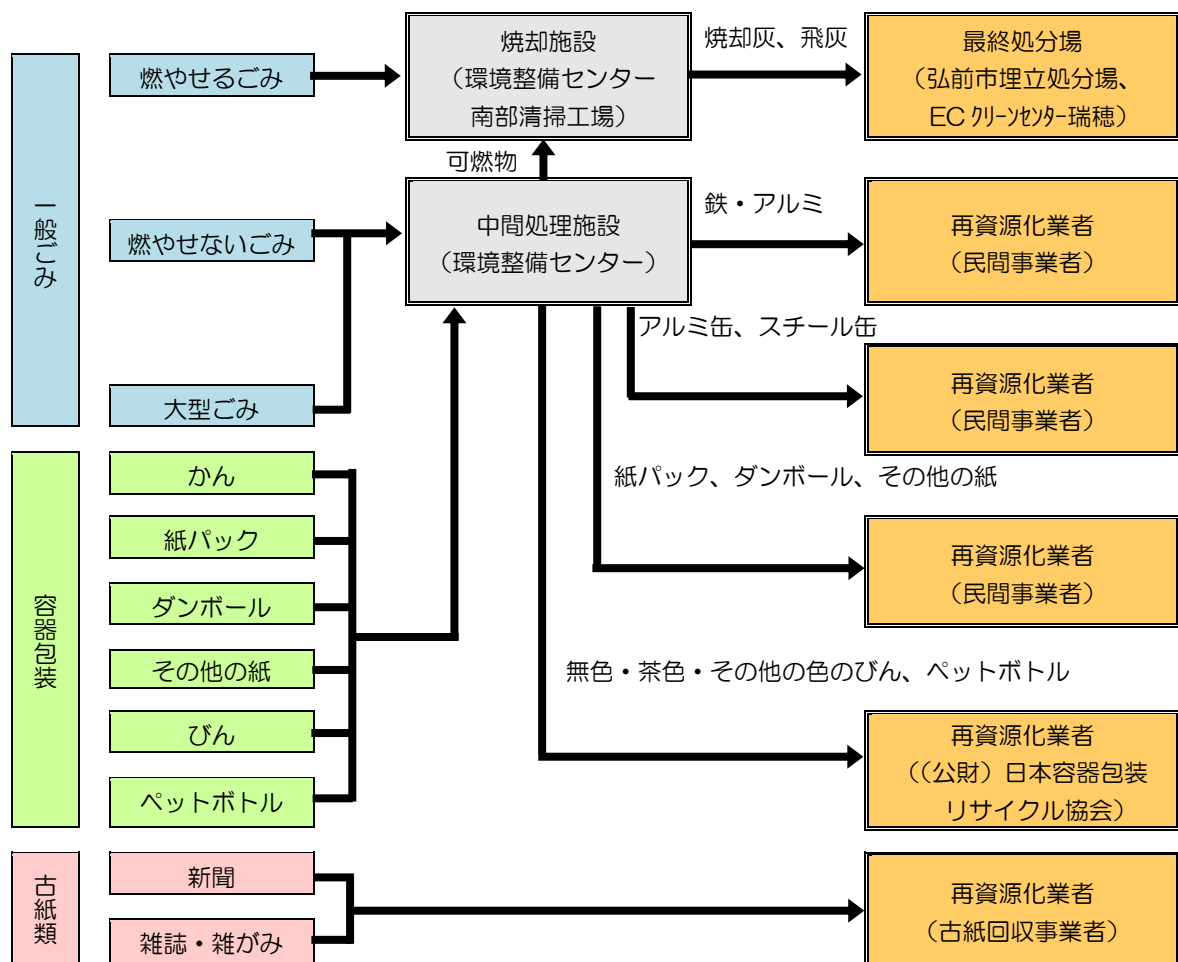 一般ごみ
燃やせるごみ
燃やせないごみ
大型ごみ
焼却施設
（環境整備センター
南部清掃工場）
焼却灰、飛灰
最終処分場
（弘前市埋立処分場、
EC クリーンセンター瑞穂）
可燃物
中間処理施設
（環境整備センター）
鉄・アルミ
再資源化業者
（民間事業者）
アルミ缶、スチール缶
再資源化業者
（民間事業者）
容器包装
かん
紙パック
ダンボール
その他の紙
びん
ペットボトル
紙パック、ダンボール、その他の紙
再資源化業者
（民間事業者）
無色・茶色・その他の色のびん、ペットボトル
再資源化業者
（(公財）日本容器包装
リサイクル協会）
古紙類
新聞
雑誌・雑がみ
再資源化業者
（古紙回収事業者）